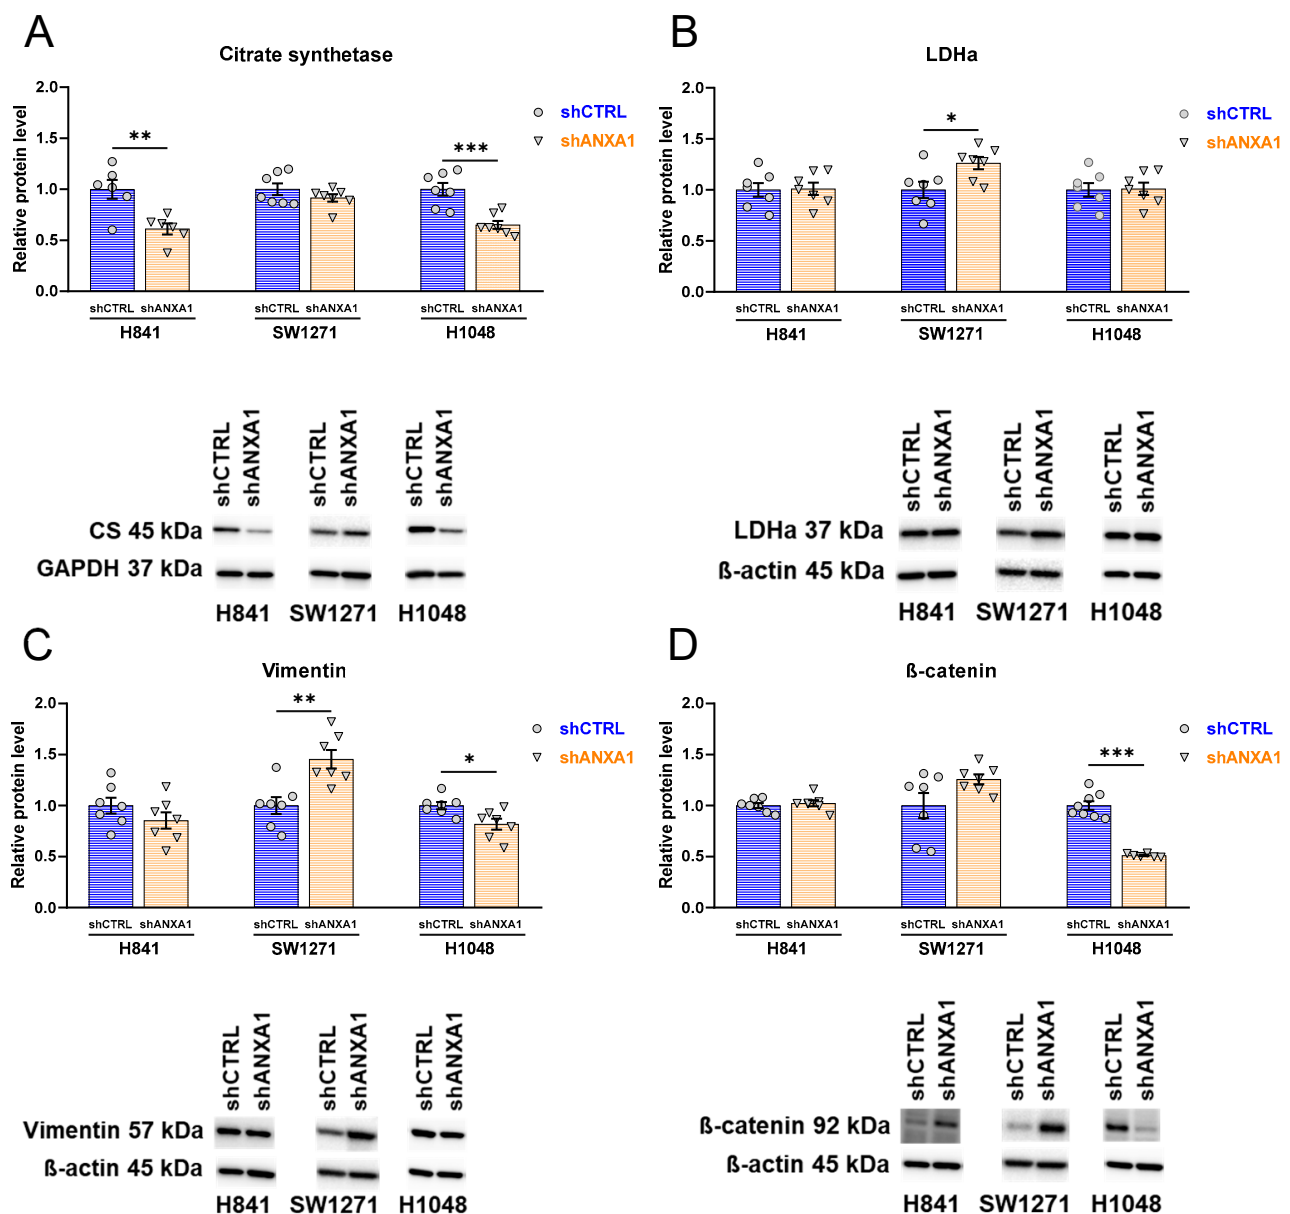 A
Citrate synthetase
Relative protein level
2.0
1.5
1.0
0.5
0.0
**
***
shCTRL
shANXA1
shCTRL shANXA1 shCTRL shANXA1 shCTRL shANXA1
H841 SW1271 H1048
shCTRL shANXA1 shCTRL shANXA1 shCTRL shANXA1
CS 45 kDa
GAPDH 37 kDa
H841 SW1271 H1048
B
LDHa
Relative protein level
2.0
1.5
1.0
0.5
0.0
*
shCTRL
shANXA1
shCTRL shANXA1 shCTRL shANXA1 shCTRL shANXA1
H841 SW1271 H1048
shCTRL shANXA1 shCTRL shANXA1 shCTRL shANXA1
LDHa 37 kDa
ß-actin 45 kDa
H841 SW1271 H1048
C
Vimentin
Relative protein level
2.0
1.5
1.0
0.5
0.0
**
*
shCTRL
shANXA1
shCTRL shANXA1 shCTRL shANXA1 shCTRL shANXA1
H841 SW1271 H1048
shCTRL shANXA1 shCTRL shANXA1 shCTRL shANXA1
Vimentin 57 kDa
ß-actin 45 kDa
H841 SW1271 H1048
D
ß-catenin
Relative protein level
2.0
1.5
1.0
0.5
0.0
***
shCTRL
shANXA1
shCTRL shANXA1 shCTRL shANXA1 shCTRL shANXA1
H841 SW1271 H1048
shCTRL shANXA1 shCTRL shANXA1 shCTRL shANXA1
ß-catenin 92 kDa
ß-actin 45 kDa
H841 SW1271 H1048